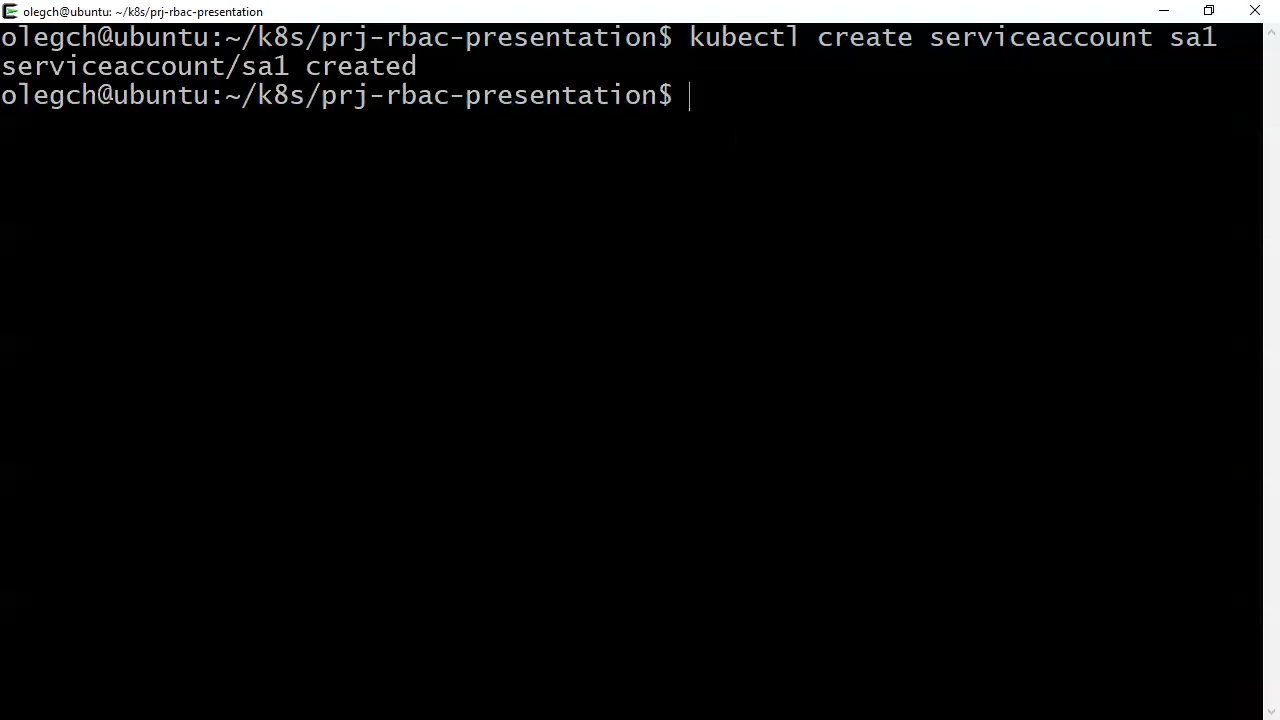 olegch@ubuntu: ~/k8s/prj-rbac-presentation
olegch@ubuntu:~/k8s/prj-rbac-presentation$ kubectl create serviceaccount sa1
serviceaccount/sa1 created
olegch@ubuntu:~/k8s/prj-rbac-presentation$